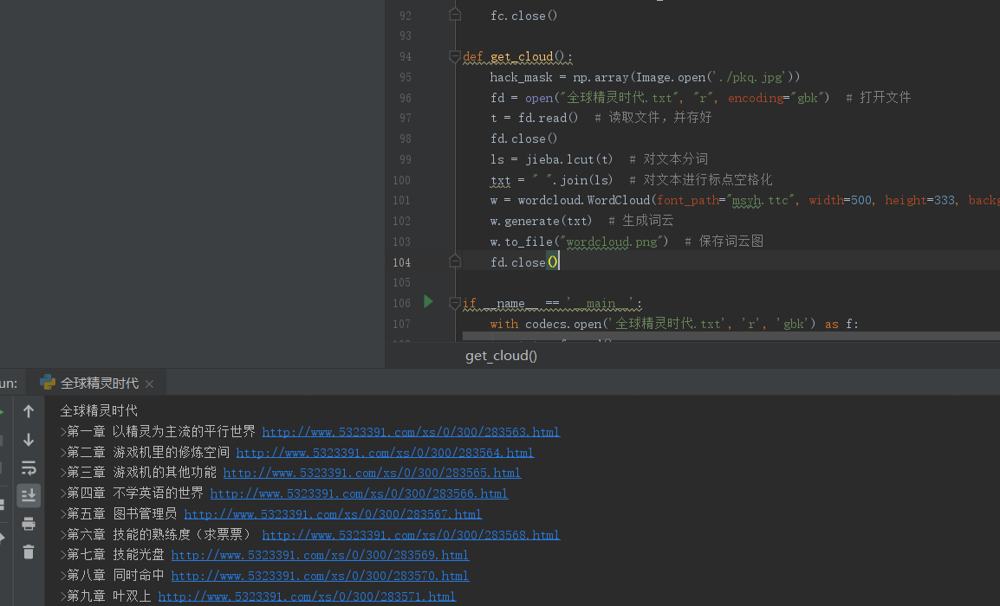 92 fc.close()
93
94 def get_cloud():
95 hack_mask = np.array(Image.open('./pkq.jpg'))
96 fd = open("全球精灵时代.txt", "r", encoding="gbk") # 打开文件
97 t = fd.read() # 读取文件，并存好
98 fd.close()
99 ls = jieba.lcut(t) # 对文本分词
100 txt = " ".join(ls) # 对文本进行标点空格化
101 w = wordcloud.WordCloud(font_path="msyh.ttc", width=500, height=333, backg
102 w.generate(txt) # 生成词云
103 w.to_file("wordcloud.png") # 保存词云图
104 fd.close()
105
106 if __name__ == '__main__':
107 with codecs.open('全球精灵时代.txt', 'r', 'gbk') as f:
get_cloud()
un: 全球精灵时代
全球精灵时代
>第一章 以精灵为主流的平行世界 http://www.5323391.com/xs/0/300/283563.html
>第二章 游戏机里的修炼空间 http://www.5323391.com/xs/0/300/283564.html
>第三章 游戏机的其他功能 http://www.5323391.com/xs/0/300/283565.html
>第四章 不学英语的世界 http://www.5323391.com/xs/0/300/283566.html
>第五章 图书管理员 http://www.5323391.com/xs/0/300/283567.html
>第六章 技能的熟练度（求票票） http://www.5323391.com/xs/0/300/283568.html
>第七章 技能光盘 http://www.5323391.com/xs/0/300/283569.html
>第八章 同时命中 http://www.5323391.com/xs/0/300/283570.html
>第九章 叶双上 http://www.5323391.com/xs/0/300/283571.html